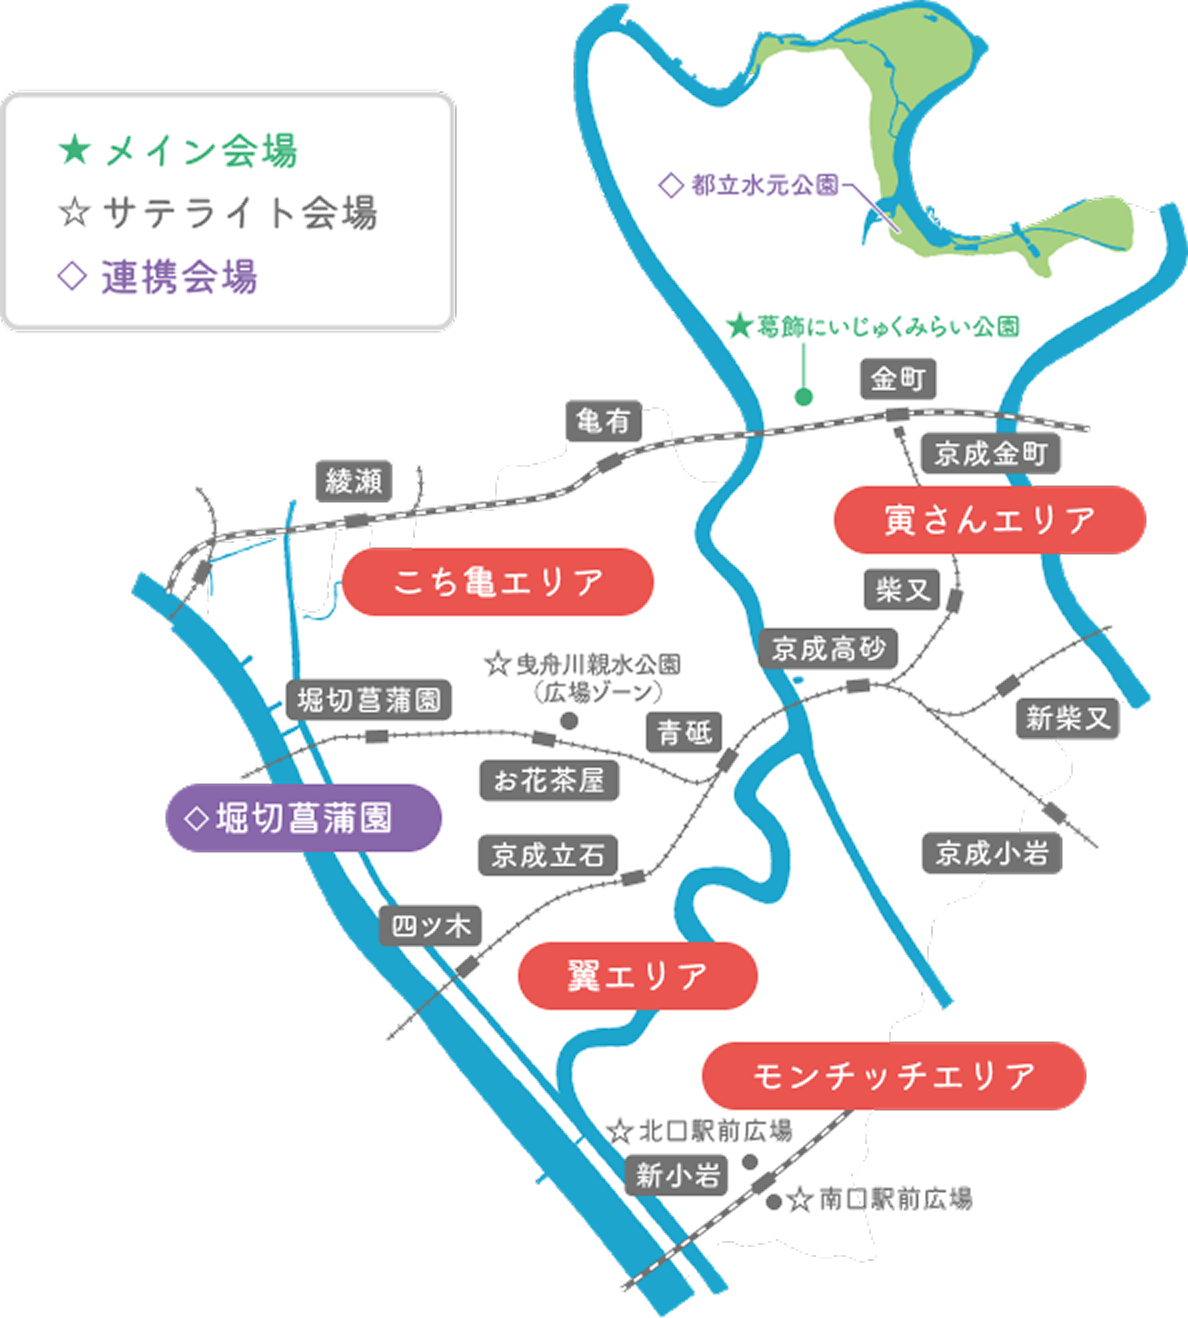 ★メイン会場
☆サテライト会場
◇連携会場
◇都立水元公園
★葛飾にいじゅくみらい公園
金町
亀有
京成金町
綾瀬
寅さんエリア
こち亀エリア
柴又
京成高砂
☆曳舟川親水公園
（広場ゾーン）
堀切菖蒲園
新柴又
青砥
お花茶屋
◇堀切菖蒲園
京成立石
京成小岩
四ツ木
翼エリア
モンチッチエリア
☆北口駅前広場
新小岩
☆南口駅前広場